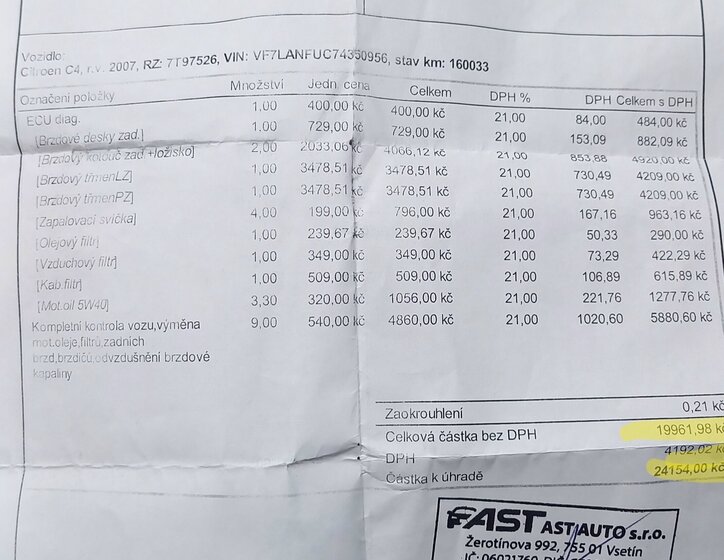 Vozidlo:
Citroen C4, r.v. 2007, RZ: 7T97526, VIN: VF7LANFUC74350956, stav km: 160033
Označení položky Množství Jedn. cena Celkem DPH % DPH Celkem s DPH
ECU diag. 1,00 400,00 kč 400,00 kč 21,00 84,00 484,00 kč
[Brzdové desky zad.] 1.00 729,00 kč 729,00 kč 21,00 153,09 882,09 kč
[Brzdový kotouč zad +ložisko] 2,00 2033,06 kč 4066,12 kč 21,00 853,88 4920,00 kč
[Brzdový třmenLZ] 1,00 3478,51 kč 3478,51 kč 21,00 730,49 4209,00 kč
[Brzdový třmenPZ] 1,00 3478,51 kč 3478,51 kč 21,00 730,49 4209,00 kč
[Zapalovací svíčka] 4,00 199,00 kč 796,00 kč 21,00 167,16 963,16 kč
[Olejový filtr] 1,00 239,67 kč 239,67 kč 21,00 50,33 290,00 kč
[Vzduchový filtr] 1,00 349,00 kč 349,00 kč 21,00 73,29 422,29 kč
[Kab.filtr] 1,00 509,00 kč 509,00 kč 21,00 106,89 615,89 kč
[Mot.oil 5W40] 3,30 320,00 kč 1056,00 kč 21,00 221,76 1277,76 kč
Kompletní kontrola vozu,výměna 9,00 540,00 kč 4860,00 kč 21,00 1020,60 5880,60 kč
mot.oleje,filtrů,zadních
brzd,brzdičů,odvzdušnění brzdové
kapaliny
Zaokrouhlení 0,21 kč
Celková částka bez DPH 19961,98 kč
DPH 4192,02 kč
Částka k úhradě 24154,00 kč
FAST AST AUTO s.r.o.
Žerotínova 992, 755 01 Vsetín